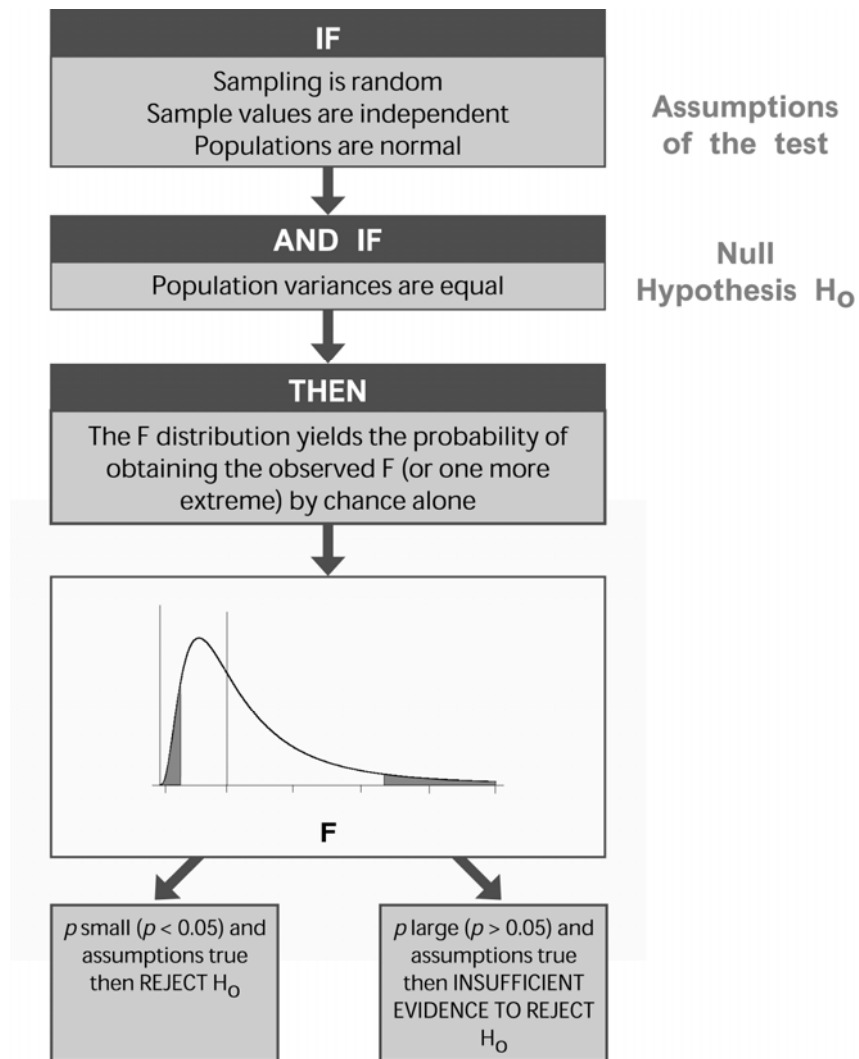 IF
Sampling is random
Sample values are independent
Populations are normal
Assumptions
of the test
AND IF
Population variances are equal
Null
Hypothesis Ho
THEN
The F distribution yields the probability of
obtaining the observed F (or one more
extreme) by chance alone
F
p small (p < 0.05) and
assumptions true
then REJECT Ho
p large (p > 0.05) and
assumptions true
then INSUFFICIENT
EVIDENCE TO REJECT
Ho